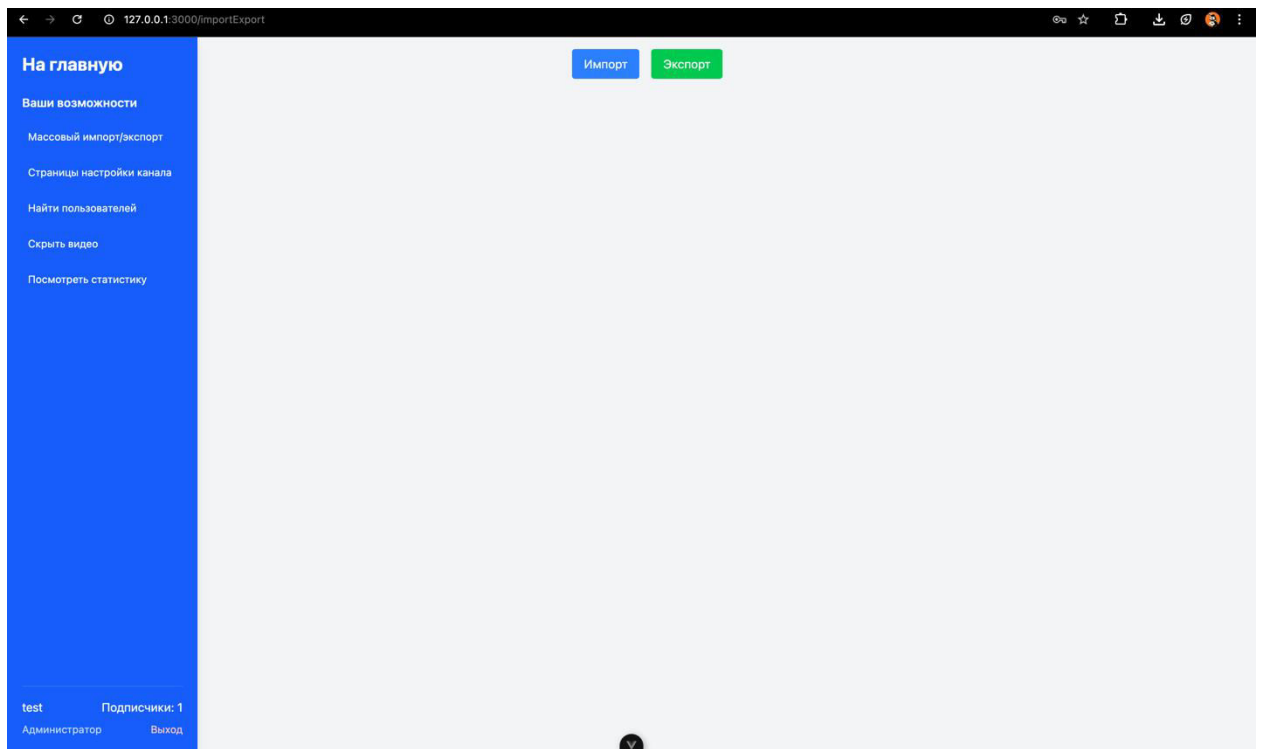 127.0.0.1:3000/importExport
На главную
Импорт Экспорт
Ваши возможности
Массовый импорт/экспорт
Страницы настройки канала
Найти пользователей
Скрыть видео
Посмотреть статистику
test Подписчики: 1
Администратор Выход